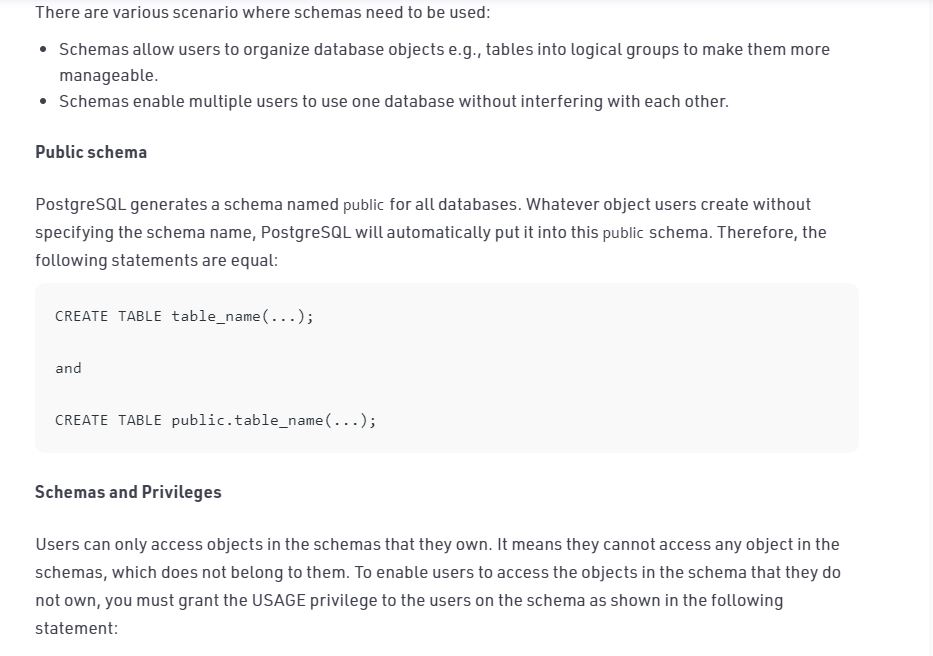 There are various scenario where schemas need to be used:
• Schemas allow users to organize database objects e.g., tables into logical groups to make them more
manageable.
• Schemas enable multiple users to use one database without interfering with each other.
Public schema
PostgreSQL generates a schema named public for all databases. Whatever object users create without
specifying the schema name, PostgreSQL will automatically put it into this public schema. Therefore, the
following statements are equal:
CREATE TABLE table_name(...);
and
CREATE TABLE public.table_name(...);
Schemas and Privileges
Users can only access objects in the schemas that they own. It means they cannot access any object in the
schemas, which does not belong to them. To enable users to access the objects in the schema that they do
not own, you must grant the USAGE privilege to the users on the schema as shown in the following
statement: